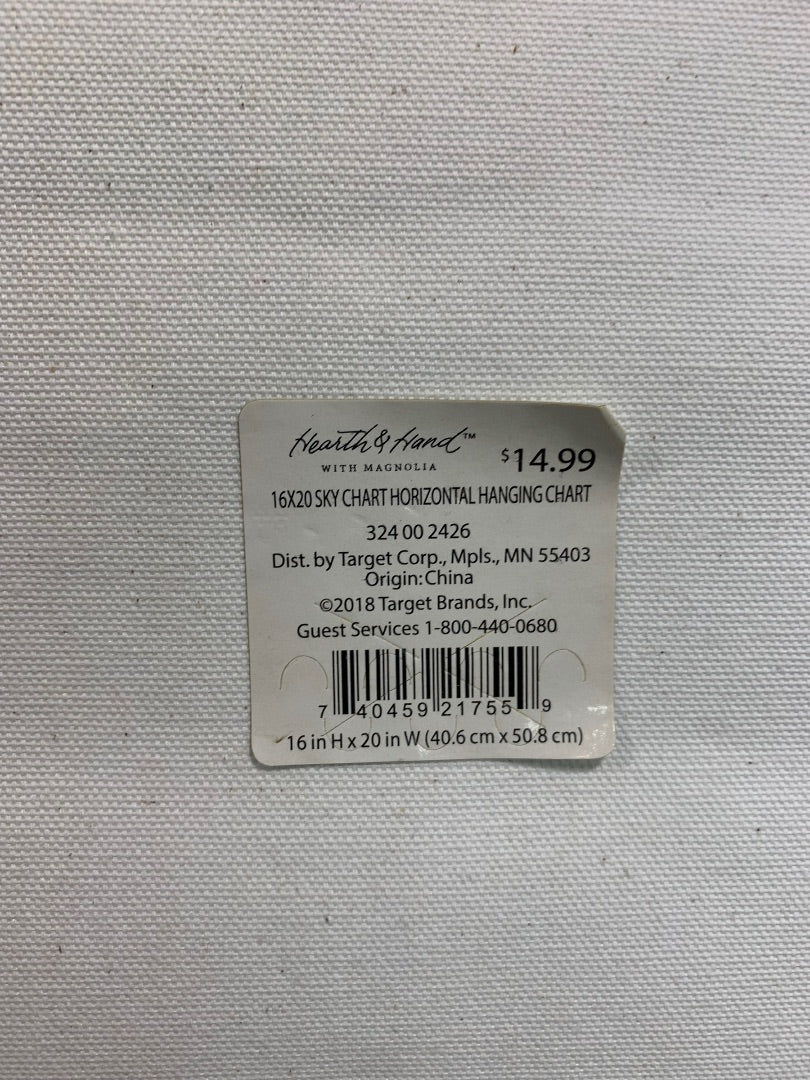 Hearth & Hand™
WITH MAGNOLIA
$14.99
16X20 SKY CHART HORIZONTAL HANGING CHART
324 00 2426
Dist. by Target Corp., Mpls., MN 55403
Origin: China
©2018 Target Brands, Inc.
Guest Services 1-800-440-0680
7 40459 21755 9
16 in H x 20 in W (40.6 cm x 50.8 cm)